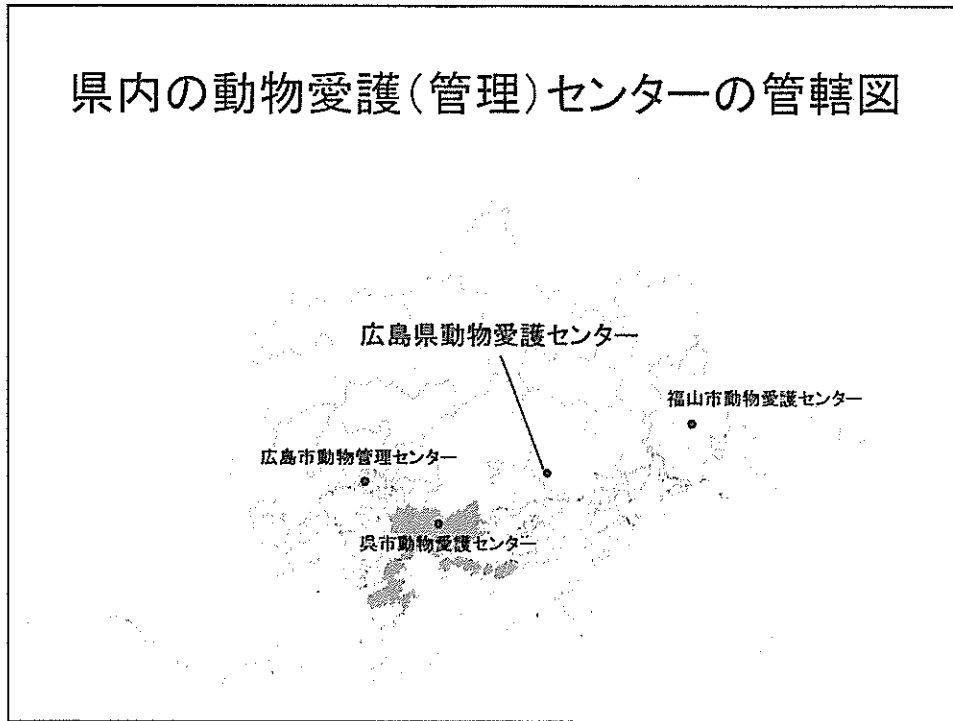 県内の動物愛護(管理)センターの管轄図
広島県動物愛護センター
福山市動物愛護センター
広島市動物管理センター
呉市動物愛護センター